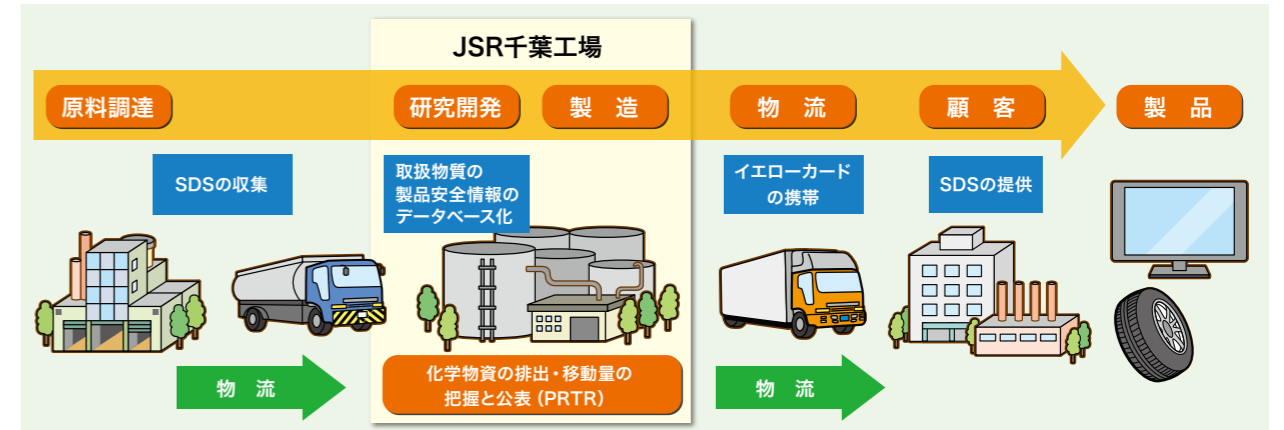 JSR千葉工場
原料調達
研究開発
製 造
物 流
顧 客
製 品
SDSの収集
取扱物質の
製品安全情報の
データベース化
イエローカード
の携帯
SDSの提供
物 流
化学物資の排出・移動量の
把握と公表（PRTR）
物 流